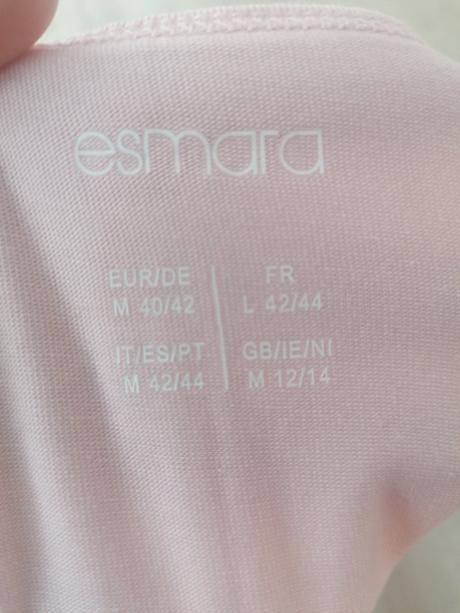 esmara
EUR/DE
M 40/42
FR
L 42/44
IT/ES/PT
M 42/44
GB/IE/NI
M 12/14